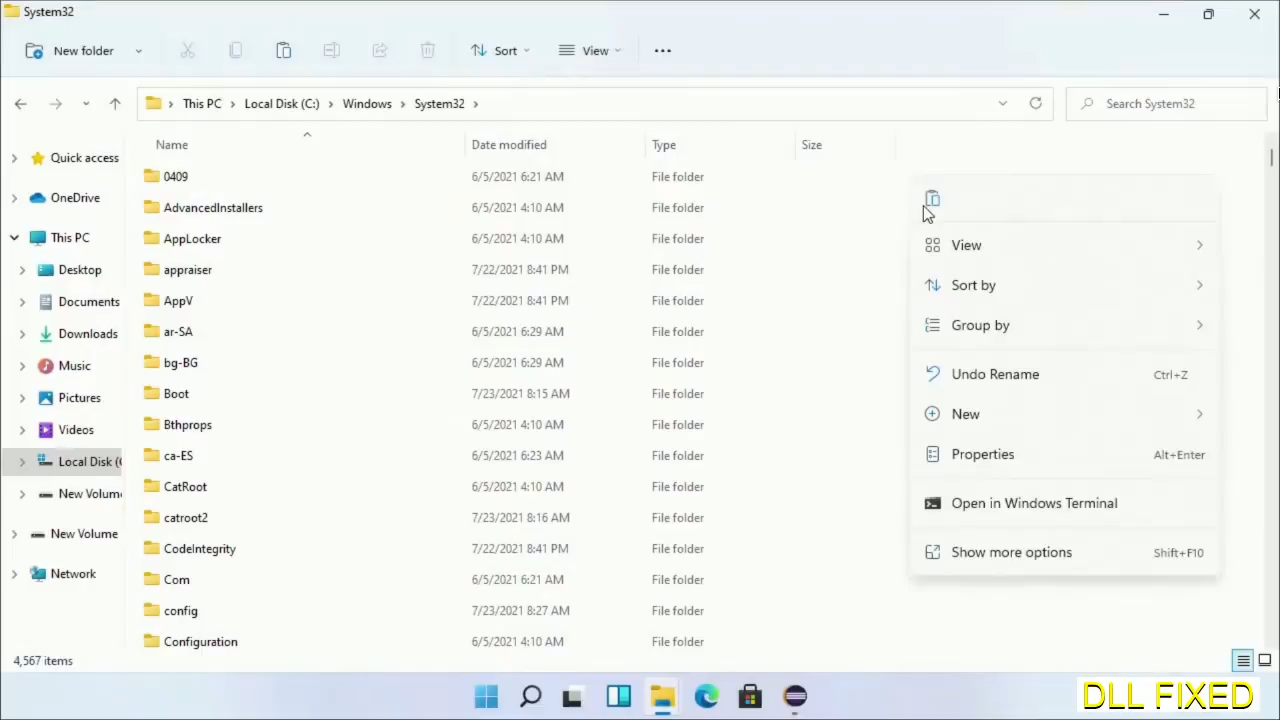 System32
New folder Sort View
This PC Local Disk (C:) Windows System32 Search System32
Name Date modified Type Size
Quick access
OneDrive
This PC
Desktop
Documents
Downloads
Music
Pictures
Videos
Local Disk (C
New Volum
New Volume
Network
0409 6/5/2021 6:21 AM File folder
AdvancedInstallers 6/5/2021 4:10 AM File folder
AppLocker 6/5/2021 4:10 AM File folder
appraiser 7/22/2021 8:41 PM File folder
AppV 7/22/2021 8:41 PM File folder
ar-SA 6/5/2021 6:29 AM File folder
bg-BG 6/5/2021 6:29 AM File folder
Boot 7/23/2021 8:15 AM File folder
Bthprops 6/5/2021 4:10 AM File folder
ca-ES 6/5/2021 6:23 AM File folder
CatRoot 6/5/2021 4:10 AM File folder
catroot2 7/23/2021 8:16 AM File folder
CodeIntegrity 7/22/2021 8:41 PM File folder
Com 6/5/2021 6:21 AM File folder
config 7/23/2021 8:27 AM File folder
Configuration 6/5/2021 4:10 AM File folder
View
Sort by
Group by
Undo Rename Ctrl+Z
New
Properties Alt+Enter
Open in Windows Terminal
Show more options Shift+F10
4,567 items
DLL FIXED